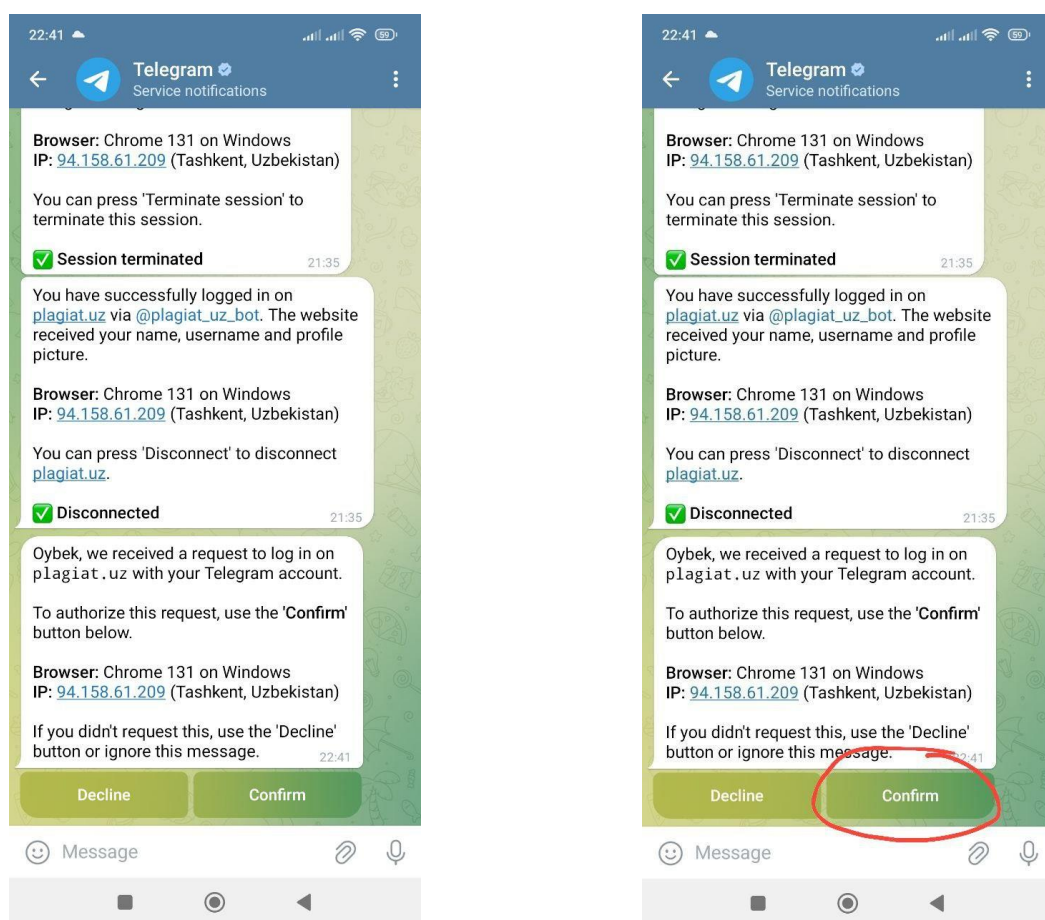 22:41
59
Telegram
Service notifications
Browser: Chrome 131 on Windows
IP: 94.158.61.209 (Tashkent, Uzbekistan)
You can press 'Terminate session' to
terminate this session.
Session terminated
21:35
You have successfully logged in on
plagiat.uz via @plagiat_uz_bot. The website
received your name, username and profile
picture.
Browser: Chrome 131 on Windows
IP: 94.158.61.209 (Tashkent, Uzbekistan)
You can press 'Disconnect' to disconnect
plagiat.uz.
Disconnected
21:35
Oybek, we received a request to log in on
plagiat.uz with your Telegram account.
To authorize this request, use the 'Confirm'
button below.
Browser: Chrome 131 on Windows
IP: 94.158.61.209 (Tashkent, Uzbekistan)
If you didn't request this, use the 'Decline'
button or ignore this message.
22:41
Decline
Confirm
Message
22:41
59
Telegram
Service notifications
Browser: Chrome 131 on Windows
IP: 94.158.61.209 (Tashkent, Uzbekistan)
You can press 'Terminate session' to
terminate this session.
Session terminated
21:35
You have successfully logged in on
plagiat.uz via @plagiat_uz_bot. The website
received your name, username and profile
picture.
Browser: Chrome 131 on Windows
IP: 94.158.61.209 (Tashkent, Uzbekistan)
You can press 'Disconnect' to disconnect
plagiat.uz.
Disconnected
21:35
Oybek, we received a request to log in on
plagiat.uz with your Telegram account.
To authorize this request, use the 'Confirm'
button below.
Browser: Chrome 131 on Windows
IP: 94.158.61.209 (Tashkent, Uzbekistan)
If you didn't request this, use the 'Decline'
button or ignore this message.
22:41
Decline
Confirm
Message